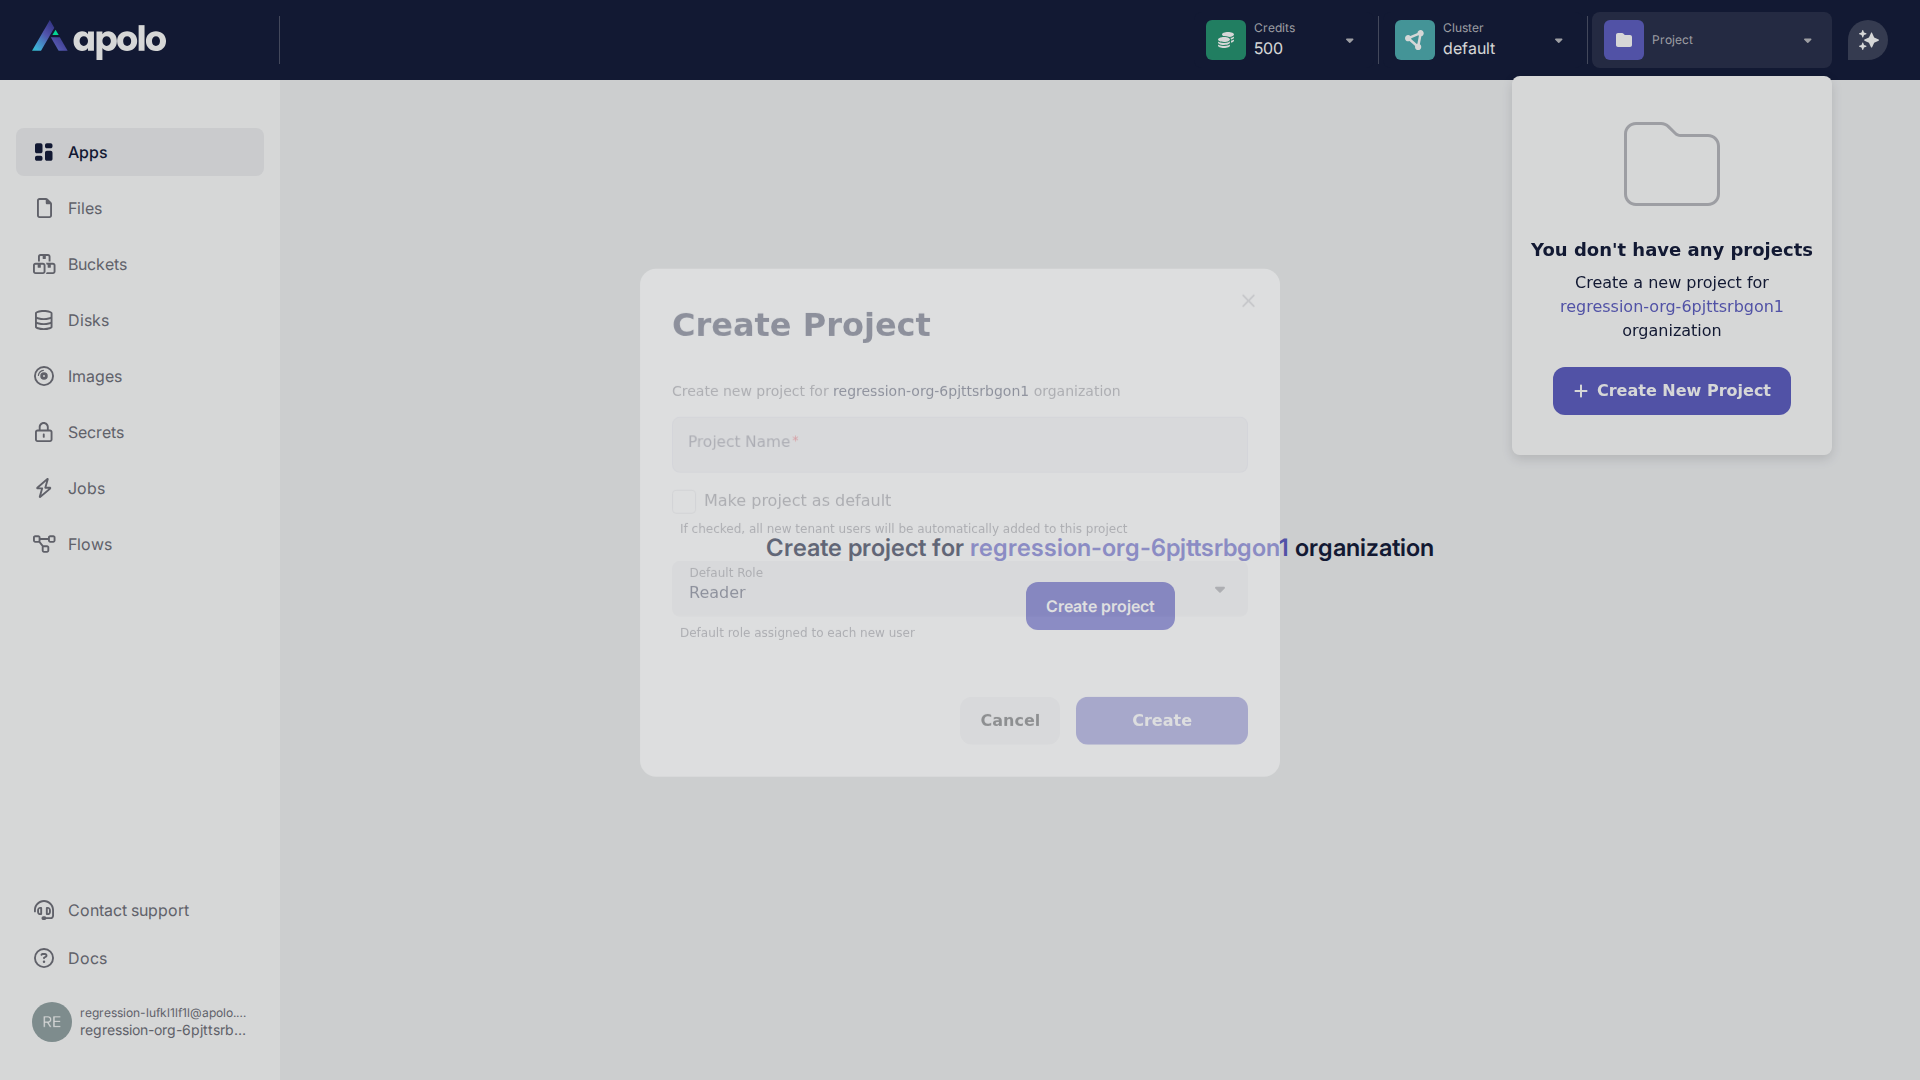 apolo
Credits
500
Cluster
default
Project
Apps
Files
Buckets
Disks
Images
Secrets
Jobs
Flows
You don't have any projects
Create a new project for
regression-org-6pjttsrbgon1
organization
Create New Project
Create Project
Create new project for regression-org-6pjttsrbgon1 organization
Project Name*
Make project as default
If checked, all new tenant users will be automatically added to this project
Create project for regression-org-6pjttsrbgon1 organization
Default Role
Reader
Create project
Default role assigned to each new user
Cancel
Create
Contact support
Docs
RE
regression-lufkl1lf1l@apolo....
regression-org-6pjttsrb...